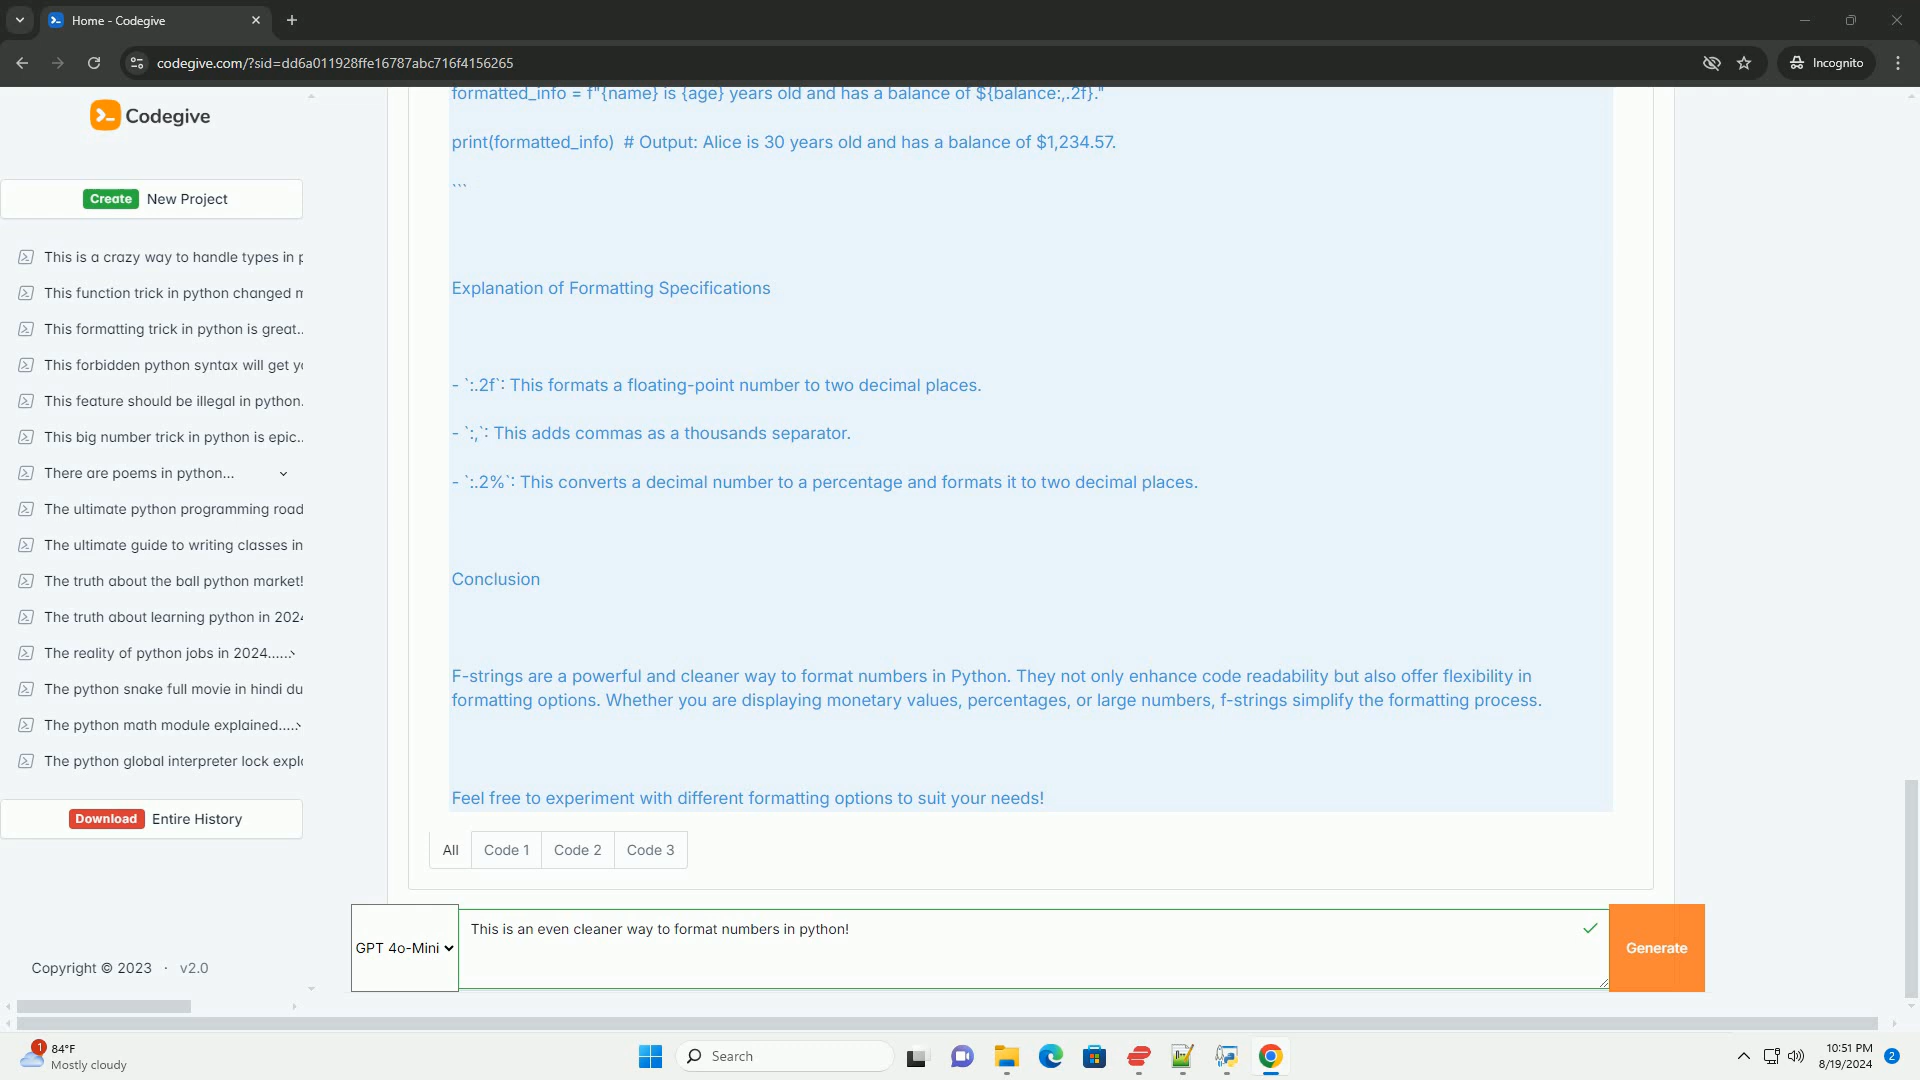 Home - Codegive
codegive.com/?sid=dd6a011928ffe16787abc716f4156265
Incognito
Codegive
Create New Project
This is a crazy way to handle types in p
This function trick in python changed m
This formatting trick in python is great..
This forbidden python syntax will get yo
This feature should be illegal in python.
This big number trick in python is epic..
There are poems in python...
The ultimate python programming road
The ultimate guide to writing classes in
The truth about the ball python market!
The truth about learning python in 2024
The reality of python jobs in 2024......
The python snake full movie in hindi du
The python math module explained.....
The python global interpreter lock expl
Download Entire History
Copyright © 2023 · v2.0
formatted_info = f"{name} is {age} years old and has a balance of ${balance:,.2f}."
print(formatted_info)  # Output: Alice is 30 years old and has a balance of $1,234.57.
```
Explanation of Formatting Specifications
- `:.2f`: This formats a floating-point number to two decimal places.
- `:,`: This adds commas as a thousands separator.
- `:.2%`: This converts a decimal number to a percentage and formats it to two decimal places.
Conclusion
F-strings are a powerful and cleaner way to format numbers in Python. They not only enhance code readability but also offer flexibility in
formatting options. Whether you are displaying monetary values, percentages, or large numbers, f-strings simplify the formatting process.
Feel free to experiment with different formatting options to suit your needs!
All Code 1 Code 2 Code 3
GPT 4o-Mini
This is an even cleaner way to format numbers in python!
Generate
1
84°F
Mostly cloudy
Search
10:51 PM
8/19/2024
2